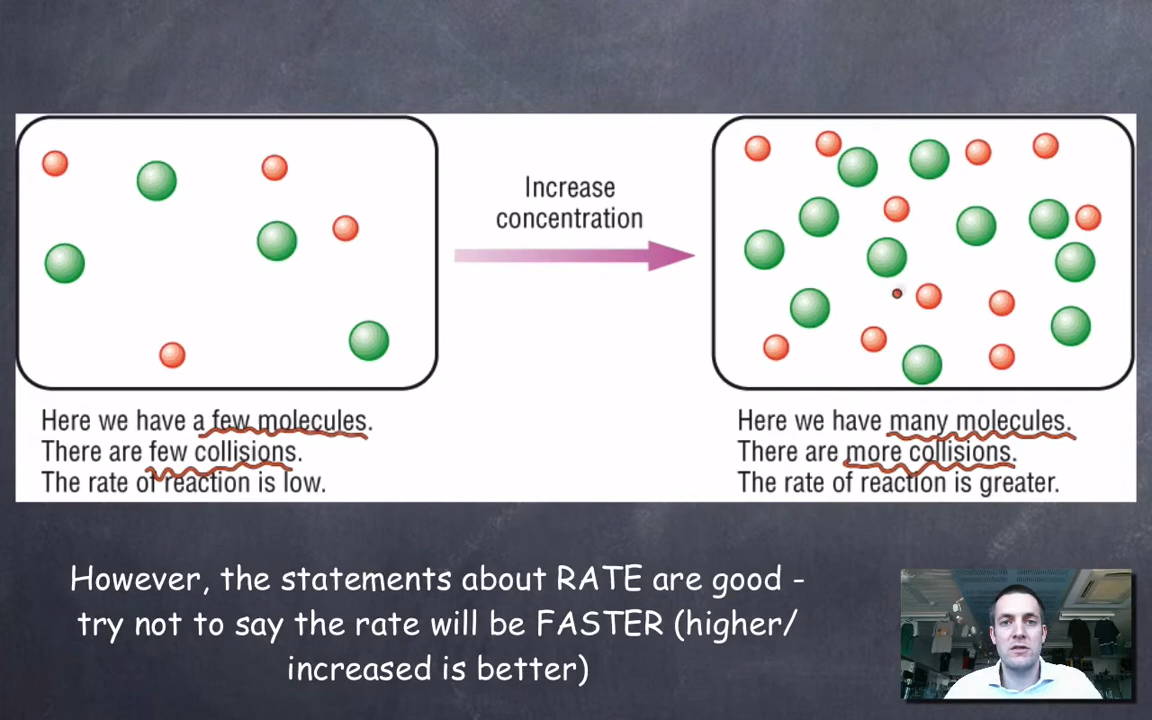 Increase
concentration
Here we have a few molecules.
There are few collisions.
The rate of reaction is low.
Here we have many molecules.
There are more collisions.
The rate of reaction is greater.
However, the statements about RATE are good -
try not to say the rate will be FASTER (higher/
increased is better)